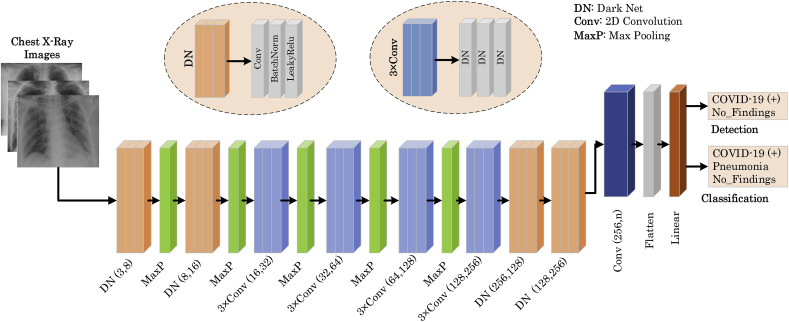 DN: Dark Net
Conv: 2D Convolution
MaxP: Max Pooling
Chest X-Ray
Images
DN
Conv
BatchNorm
LeakyRelu
3×Conv
DN
DN
DN
COVID-19 (+)
No_Findings
Detection
COVID-19 (+)
Pneumonia
No_Findings
Classification
DN (3,8)
MaxP
DN (8,16)
MaxP
3×Conv (16,32)
MaxP
3×Conv (32,64)
MaxP
3×Conv (64,128)
MaxP
3×Conv (128,256)
DN (256,128)
DN (128,256)
Conv (256,n)
Flatten
Linear